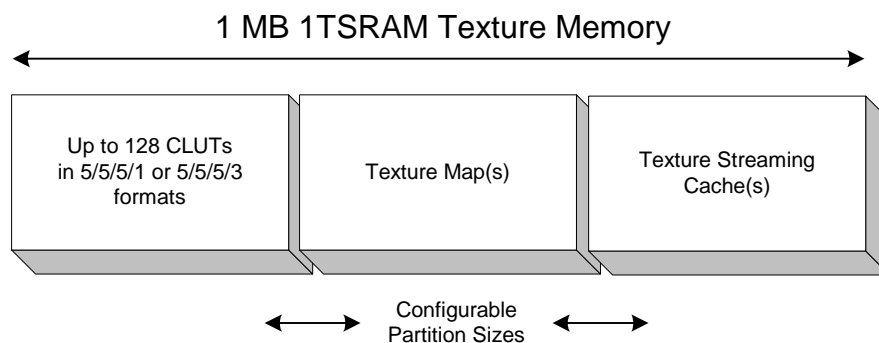 1 MB 1TSRAM Texture Memory
Up to 128 CLUTs
in 5/5/5/1 or 5/5/5/3
formats
Texture Map(s)
Texture Streaming
Cache(s)
Configurable
Partition Sizes